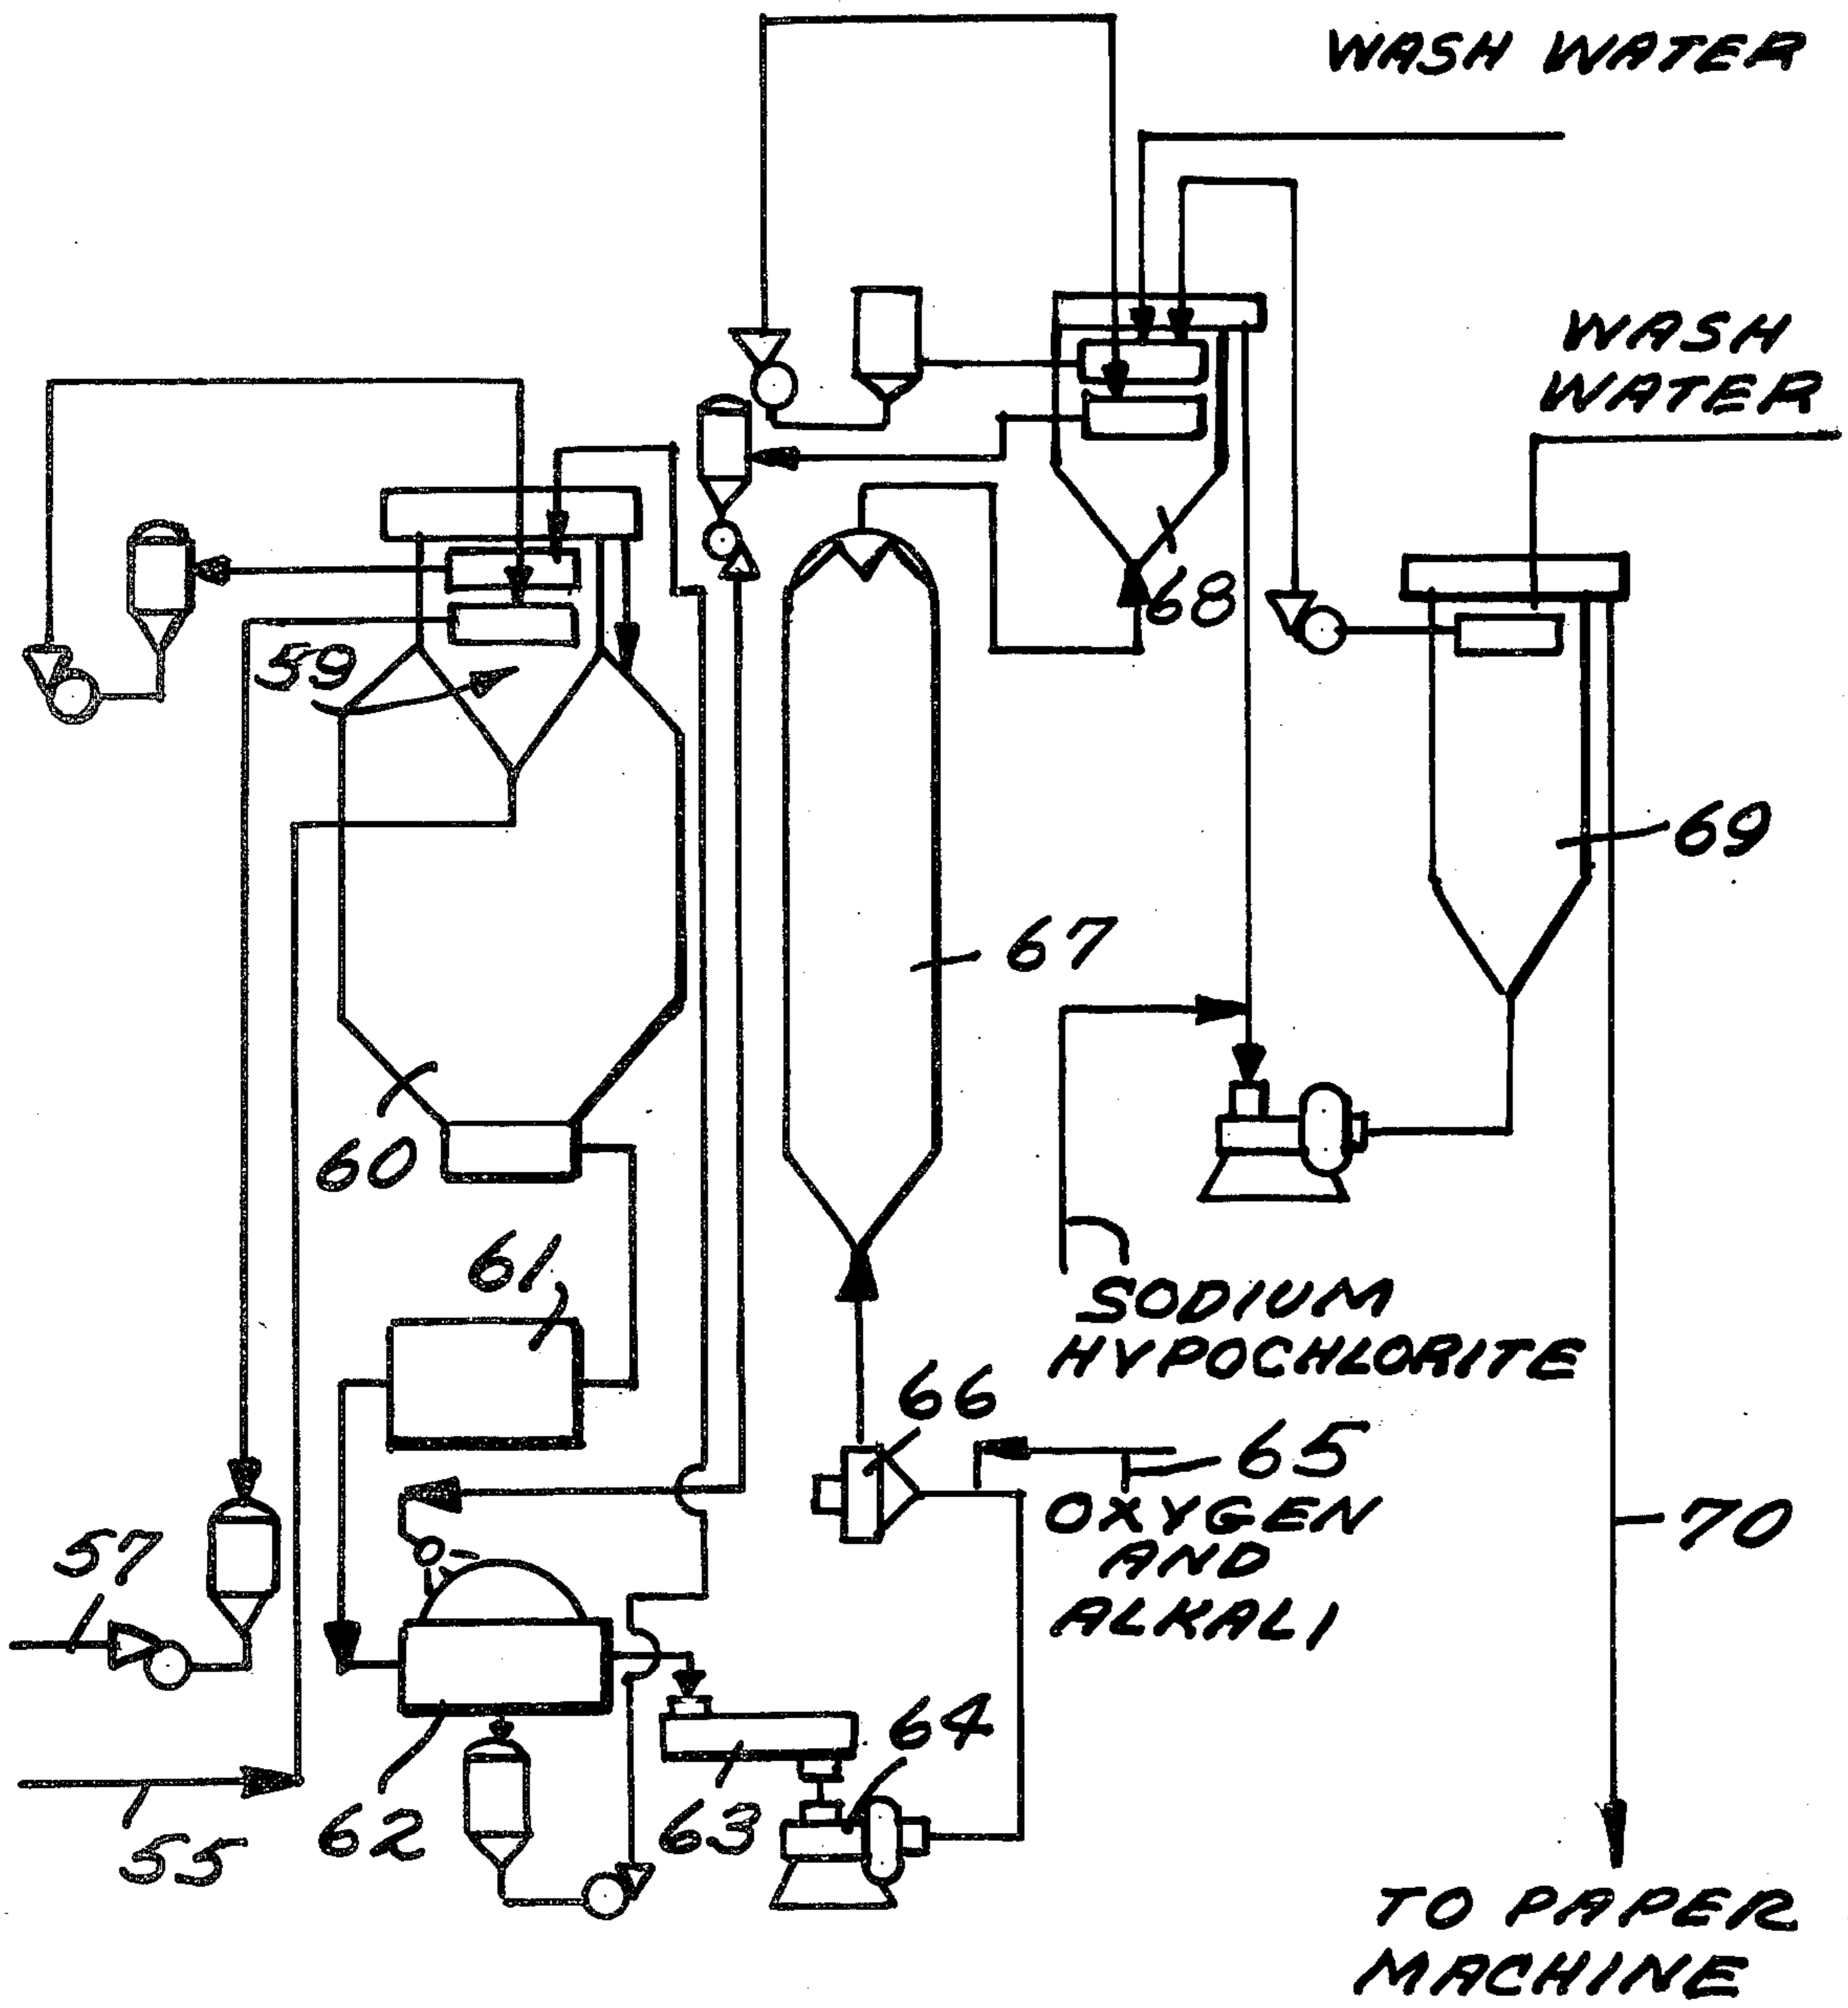 WASH WATER
WASH
WATER
59
68
69
67
60
61
SODIUM
HYPOCHLORITE
66
65
OXYGEN
AND
ALKALI
57
70
64
62
63
55
TO PAPER
MACHINE